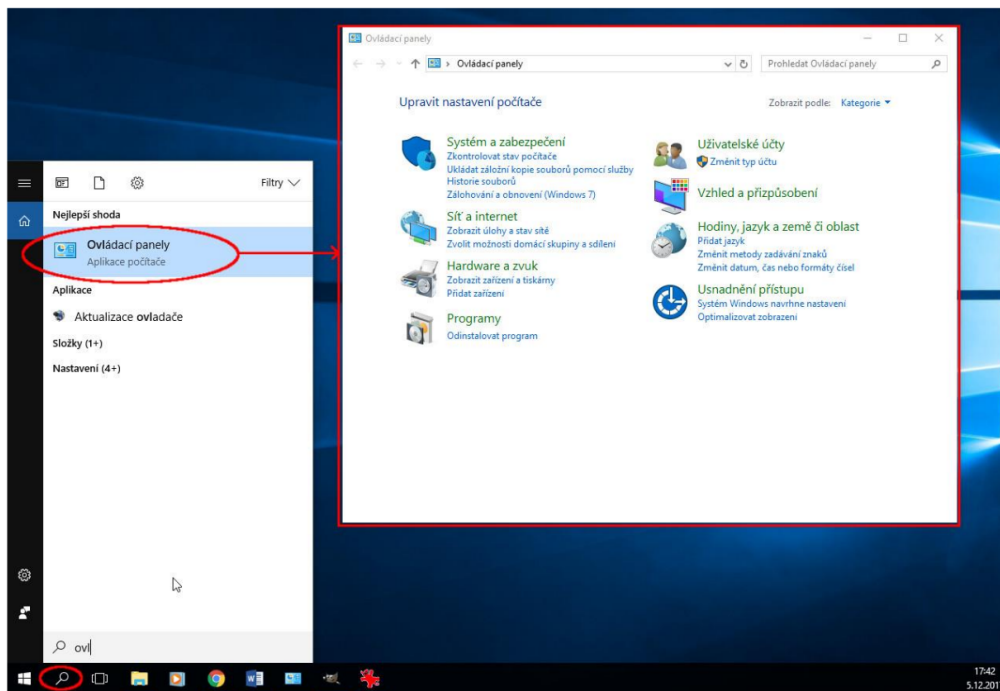 Ovládací panely
Ovládací panely
Prohledat Ovládací panely
Upravit nastavení počítače
Zobrazit podle: Kategorie
Systém a zabezpečení
Zkontrolovat stav počítače
Ukládat záložní kopie souborů pomocí služby
Historie souborů
Zálohování a obnovení (Windows 7)
Síť a internet
Zobrazit úlohy a stav sítě
Zvolit možnosti domácí skupiny a sdílení
Hardware a zvuk
Zobrazit zařízení a tiskárny
Přidat zařízení
Programy
Odinstalovat program
Uživatelské účty
Změnit typ účtu
Vzhled a přizpůsobení
Hodiny, jazyk a země či oblast
Přidat jazyk
Změnit metody zadávání znaků
Změnit datum, čas nebo formáty čísel
Usnadnění přístupu
Systém Windows navrhne nastavení
Optimalizovat zobrazení
Filtry
Nejlepší shoda
Ovládací panely
Aplikace počítače
Aplikace
Aktualizace ovladače
Složky (1+)
Nastavení (4+)
ovl
17:42
5.12.201